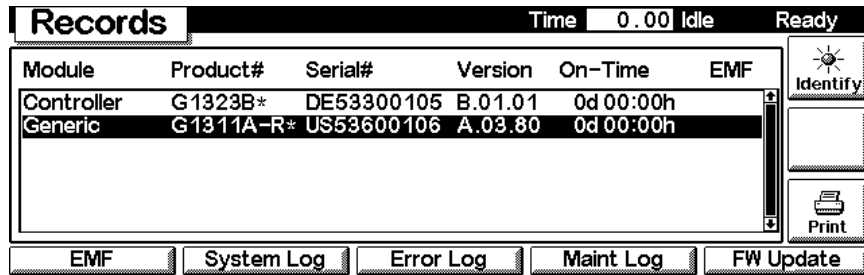 Records Time 0.00 Idle Ready
Module Product# Serial# Version On-Time EMF
Controller G1323B* DE53300105 B.01.01 0d 00:00h
Generic G1311A-R* US53600106 A.03.80 0d 00:00h
Identify
Print
EMF System Log Error Log Maint Log FW Update